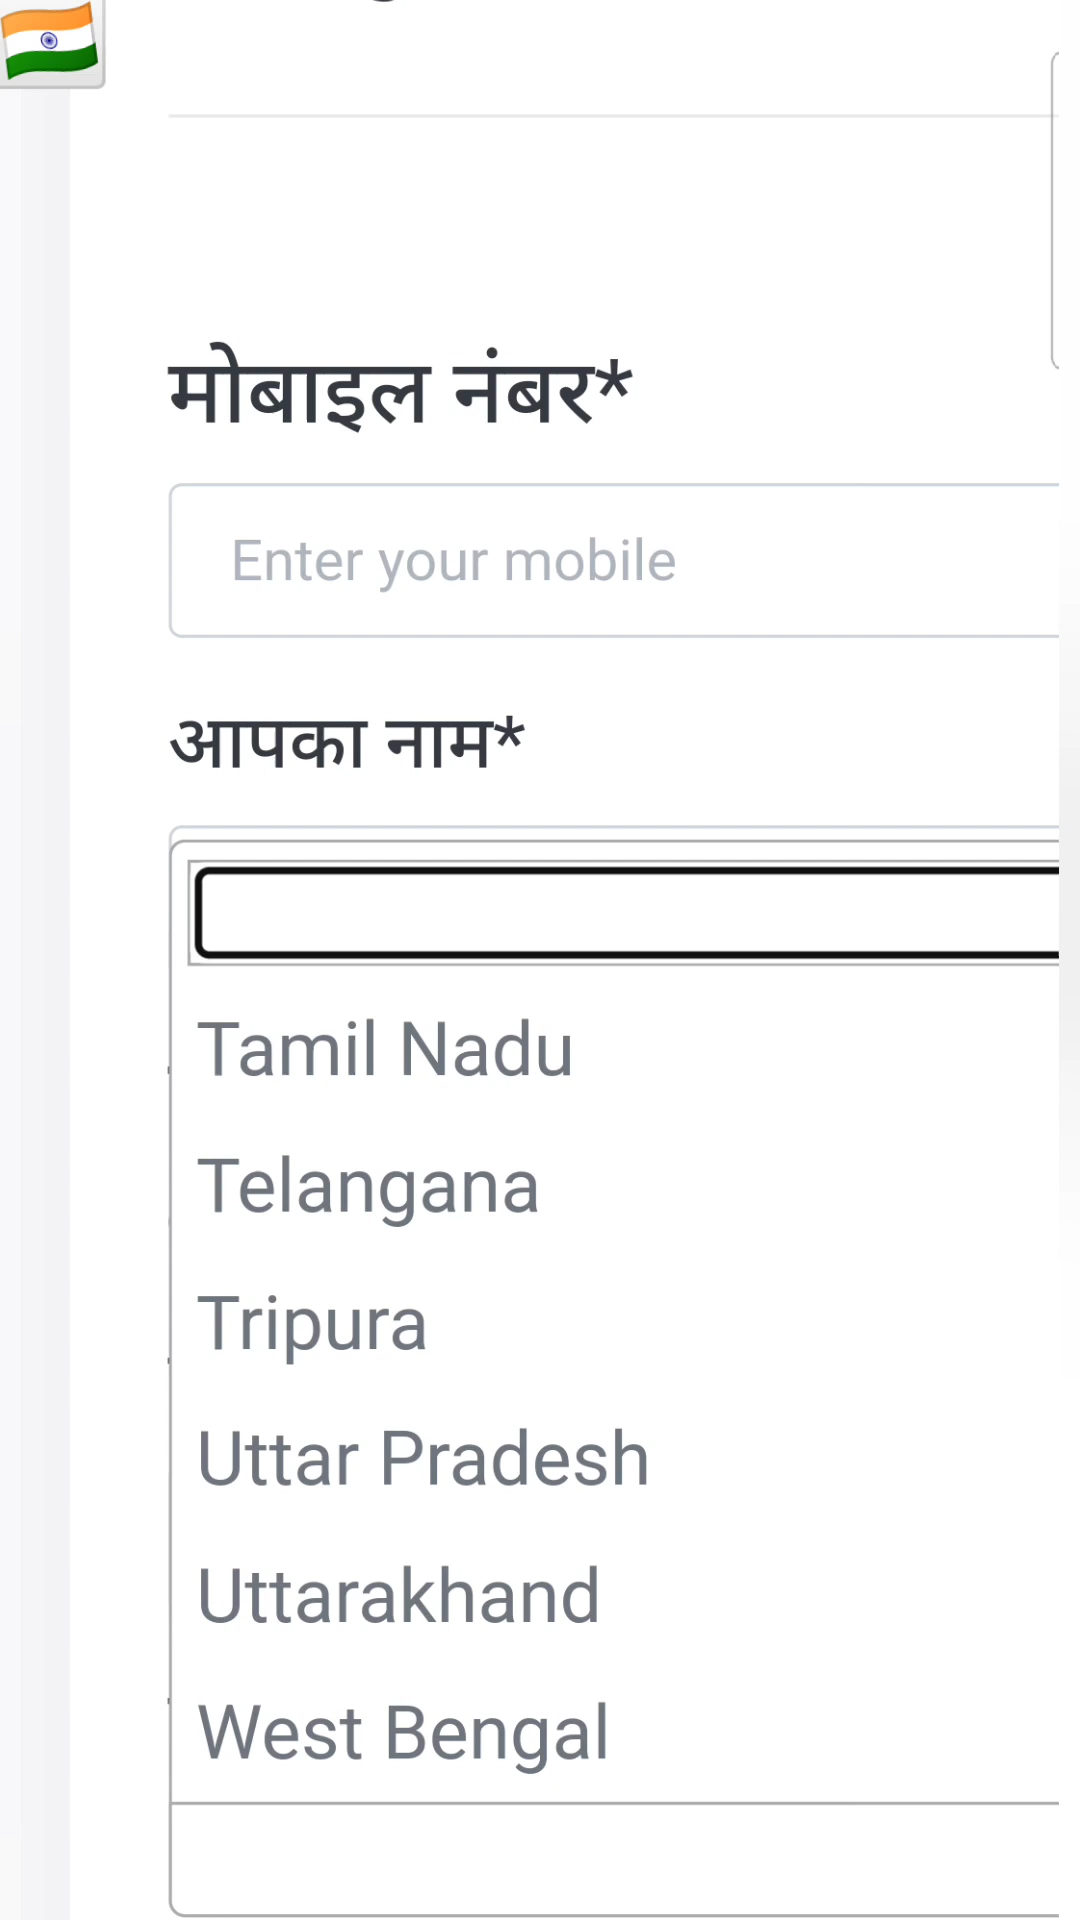 मोबाइल नंबर*
Enter your mobile
आपका नाम*
Tamil Nadu
Telangana
Tripura
Uttar Pradesh
Uttarakhand
West Bengal